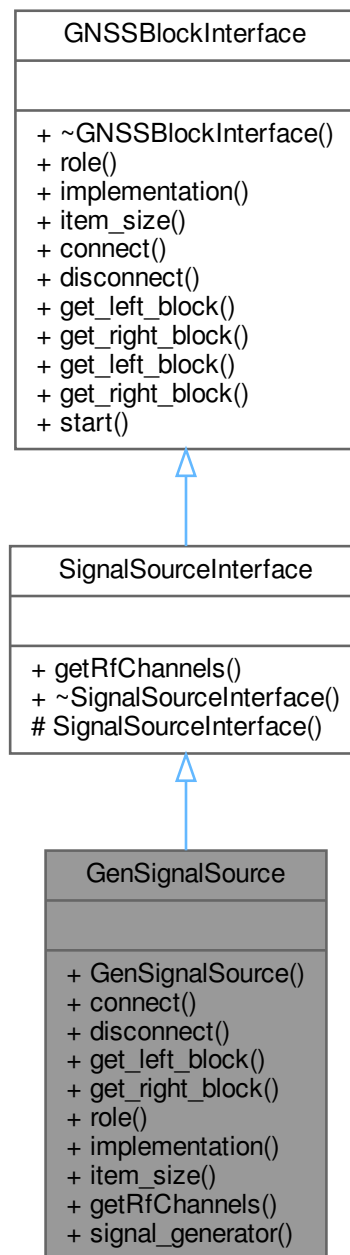 GNSSBlockInterface
+ ~GNSSBlockInterface()
+ role()
+ implementation()
+ item_size()
+ connect()
+ disconnect()
+ get_left_block()
+ get_right_block()
+ get_left_block()
+ get_right_block()
+ start()
SignalSourceInterface
+ getRfChannels()
+ ~SignalSourceInterface()
# SignalSourceInterface()
GenSignalSource
+ GenSignalSource()
+ connect()
+ disconnect()
+ get_left_block()
+ get_right_block()
+ role()
+ implementation()
+ item_size()
+ getRfChannels()
+ signal_generator()